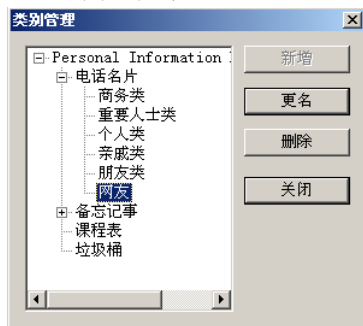 类别管理
Personal Information
电话名片
商务类
重要人士类
个人类
亲戚类
朋友类
网友
备忘记事
课程表
垃圾桶
新增
更名
删除
关闭